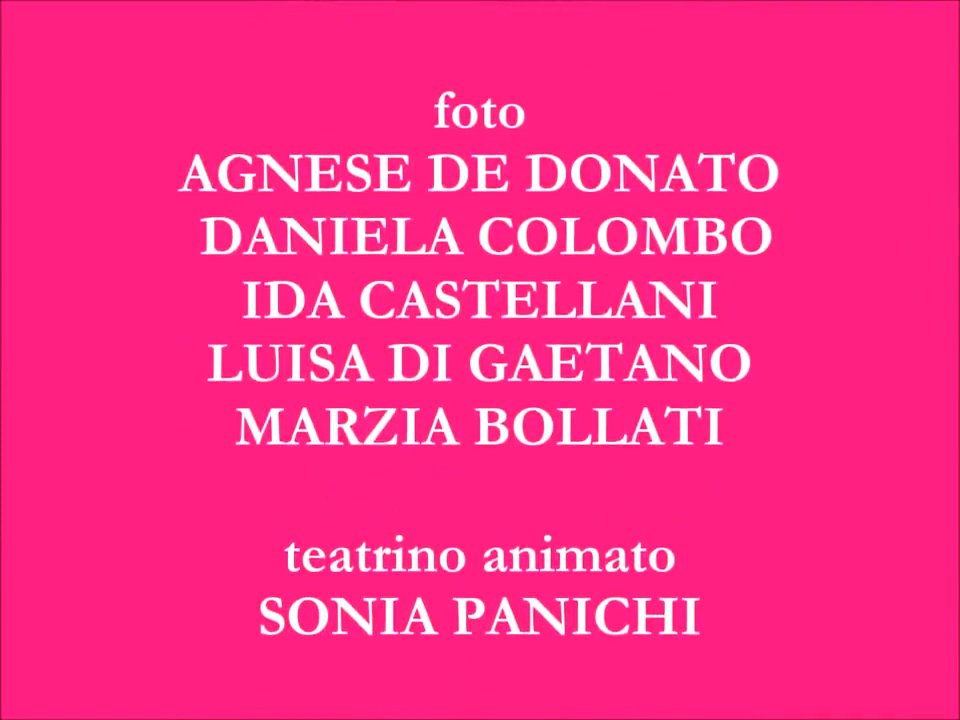 foto
AGNESE DE DONATO
DANIELA COLOMBO
IDA CASTELLANI
LUISA DI GAETANO
MARZIA BOLLATI
teatrino animato
SONIA PANICHI